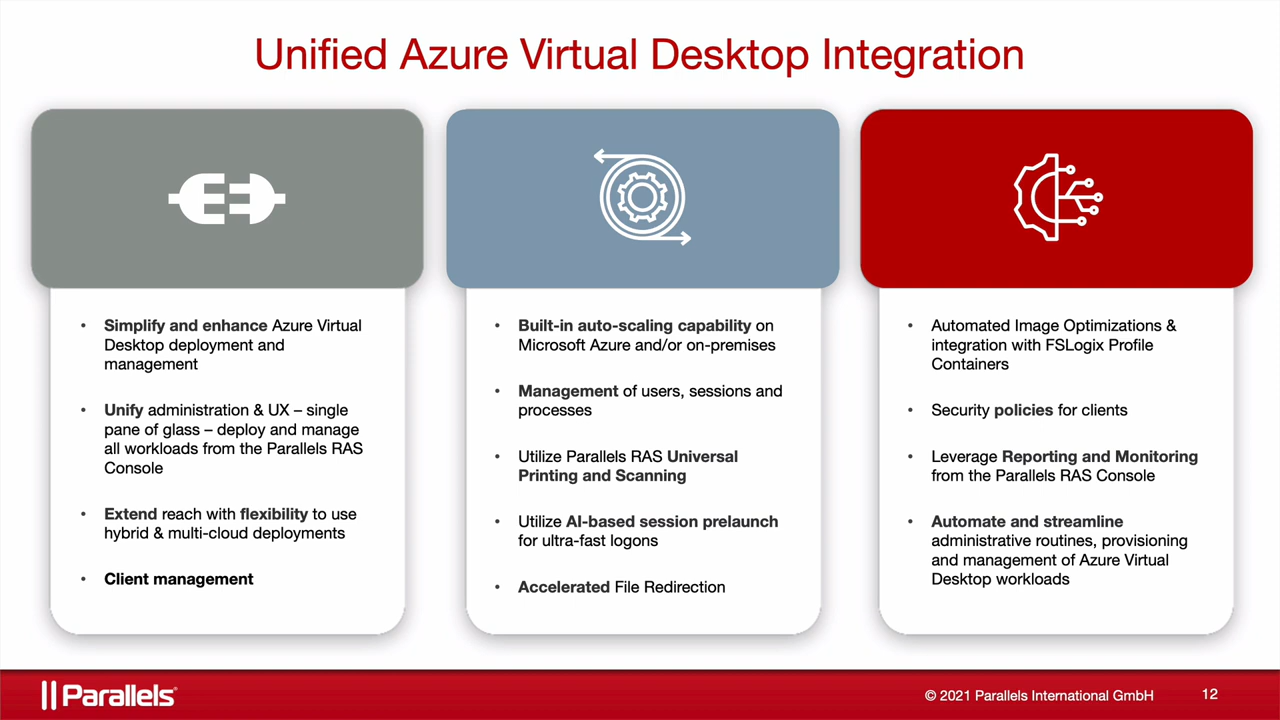 Unified Azure Virtual Desktop Integration
• Simplify and enhance Azure Virtual
Desktop deployment and
management
• Unify administration & UX – single
pane of glass – deploy and manage
all workloads from the Parallels RAS
Console
• Extend reach with flexibility to use
hybrid & multi-cloud deployments
• Client management
• Built-in auto-scaling capability on
Microsoft Azure and/or on-premises
• Management of users, sessions and
processes
• Utilize Parallels RAS Universal
Printing and Scanning
• Utilize AI-based session prelaunch
for ultra-fast logons
• Accelerated File Redirection
• Automated Image Optimizations &
integration with FSLogix Profile
Containers
• Security policies for clients
• Leverage Reporting and Monitoring
from the Parallels RAS Console
• Automate and streamline
administrative routines, provisioning
and management of Azure Virtual
Desktop workloads
Parallels®
© 2021 Parallels International GmbH
12